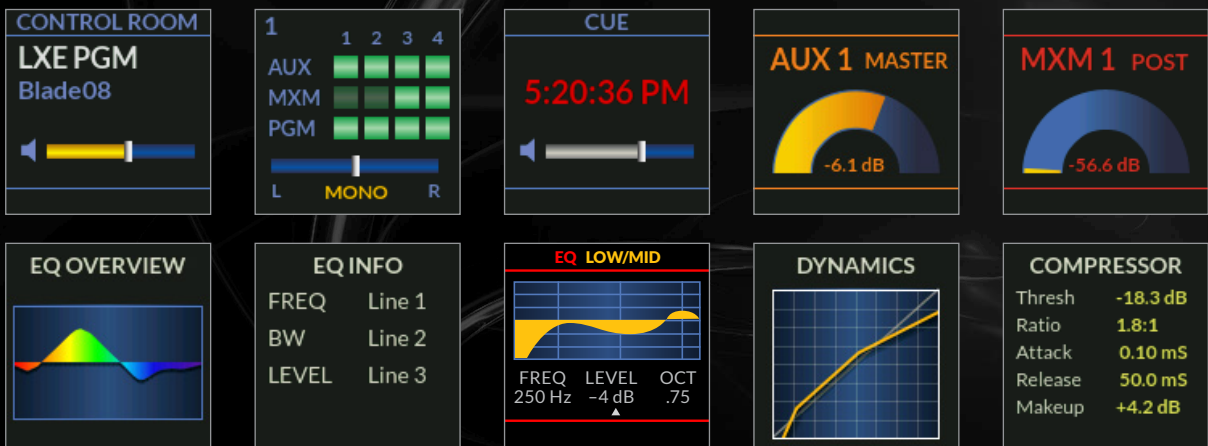 CONTROL ROOM
LXE PGM
Blade08
1
1 2 3 4
AUX
MXM
PGM
L MONO R
CUE
5:20:36 PM
AUX 1 MASTER
-6.1 dB
MXM 1 POST
-56.6 dB
EQ OVERVIEW
EQ INFO
FREQ Line 1
BW Line 2
LEVEL Line 3
EQ LOW/MID
FREQ LEVEL OCT
250 Hz –4 dB .75
DYNAMICS
COMPRESSOR
Thresh -18.3 dB
Ratio 1.8:1
Attack 0.10 mS
Release 50.0 mS
Makeup +4.2 dB